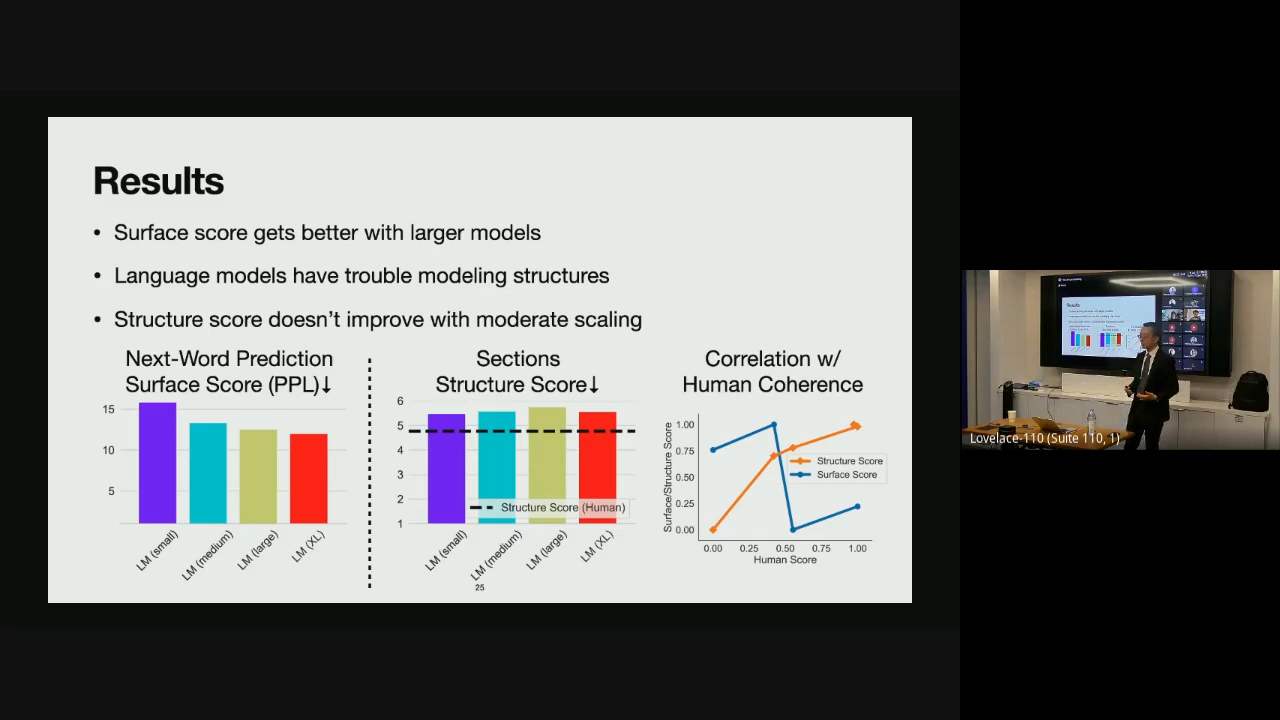 Results
• Surface score gets better with larger models
• Language models have trouble modeling structures
• Structure score doesn't improve with moderate scaling
Next-Word Prediction
Surface Score (PPL)↓
15
10
5
LM (small)
LM (medium)
LM (large)
LM (XL)
Sections
Structure Score↓
6
5
4
3
2
1
Structure Score (Human)
LM (small)
LM (medium)
LM (large)
LM (XL)
Correlation w/
Human Coherence
Surface/Structure Score
1.00
0.75
0.50
0.25
0.00
Structure Score
Surface Score
0.00 0.25 0.50 0.75 1.00
Human Score
25
Results
Lovelace-110 (Suite 110, 1)